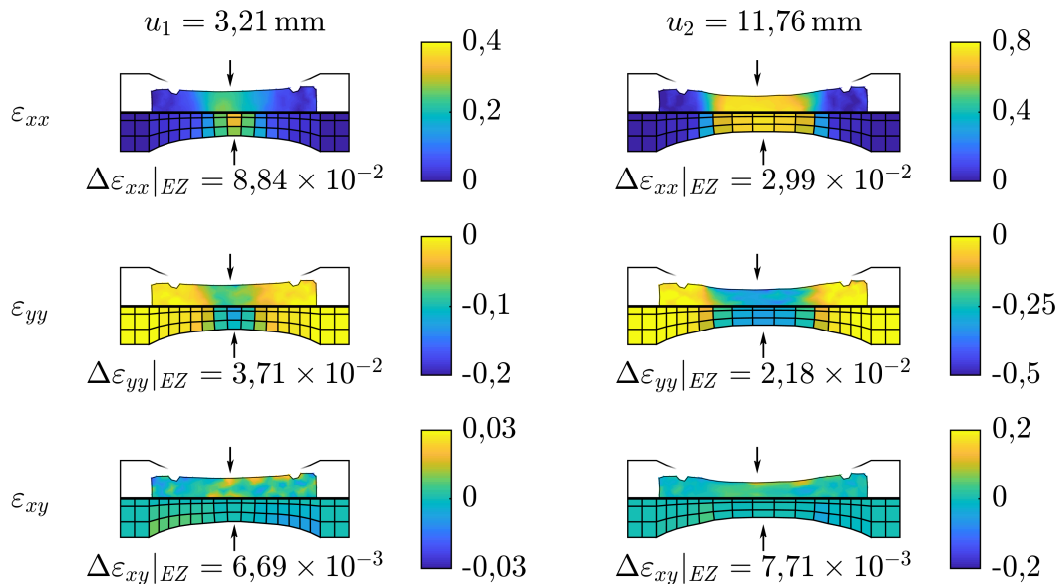 u₁ = 3,21 mm
u₂ = 11,76 mm
εₓₓ
0,4
0,2
0
0,8
0,4
0
Δεₓₓ|EZ = 8,84 × 10⁻²
Δεₓₓ|EZ = 2,99 × 10⁻²
εyy
0
-0,1
-0,2
0
-0,25
-0,5
Δεyy|EZ = 3,71 × 10⁻²
Δεyy|EZ = 2,18 × 10⁻²
εxy
0,03
0
-0,03
0,2
0
-0,2
Δεxy|EZ = 6,69 × 10⁻³
Δεxy|EZ = 7,71 × 10⁻³